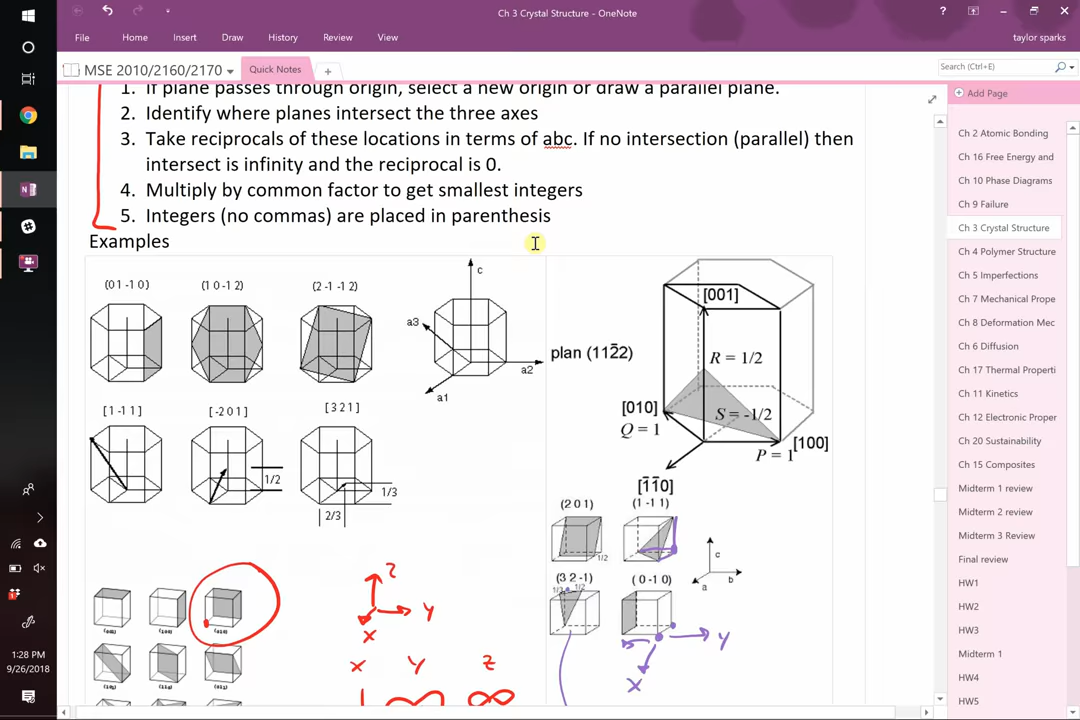 Ch 3 Crystal Structure - OneNote
?
File Home Insert Draw History Review View
taylor sparks
MSE 2010/2160/2170
Quick Notes
+
Search (Ctrl+E)
1. If plane passes through origin, select a new origin or draw a parallel plane.
2. Identify where planes intersect the three axes
3. Take reciprocals of these locations in terms of abc. If no intersection (parallel) then
intersect is infinity and the reciprocal is 0.
4. Multiply by common factor to get smallest integers
5. Integers (no commas) are placed in parenthesis
Examples
(0 1 -1 0)
(1 0 -1 2)
(2 -1 -1 2)
c
a3
a2
a1
[1 -1 1]
[-2 0 1]
[3 2 1]
1/2
1/3
2/3
plan (112̄2)
[001]
R = 1/2
[010]
Q = 1
S = -1/2
[100]
P = 1
[1̄1̄0]
(2 0 1)
(1 -1 1)
1/2
c
b
a
(3 2 -1)
(0 -1 0)
1/3
1/2
Y
X
Z
Y
X
X Y Z
1 ∞ ∞
Add Page
Ch 2 Atomic Bonding
Ch 16 Free Energy and
Ch 10 Phase Diagrams
Ch 9 Failure
Ch 3 Crystal Structure
Ch 4 Polymer Structure
Ch 5 Imperfections
Ch 7 Mechanical Prope
Ch 8 Deformation Mec
Ch 6 Diffusion
Ch 17 Thermal Properti
Ch 11 Kinetics
Ch 12 Electronic Proper
Ch 20 Sustainability
Ch 15 Composites
Midterm 1 review
Midterm 2 review
Midterm 3 Review
Final review
HW1
HW2
HW3
Midterm 1
HW4
HW5
1:28 PM
9/26/2018